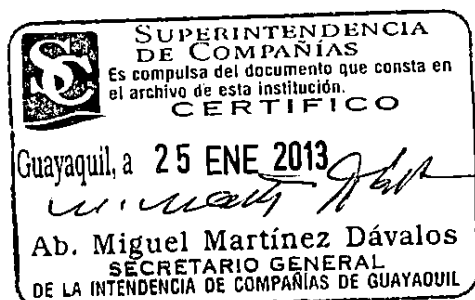 SC
SUPERINTENDENCIA
DE COMPAÑÍAS
Es compulsa del documento que consta en
el archivo de esta institución.
CERTIFICO
Guayaquil, a 25 ENE 2013
Ab. Miguel Martínez Dávalos
SECRETARIO GENERAL
DE LA INTENDENCIA DE COMPAÑÍAS DE GUAYAQUIL